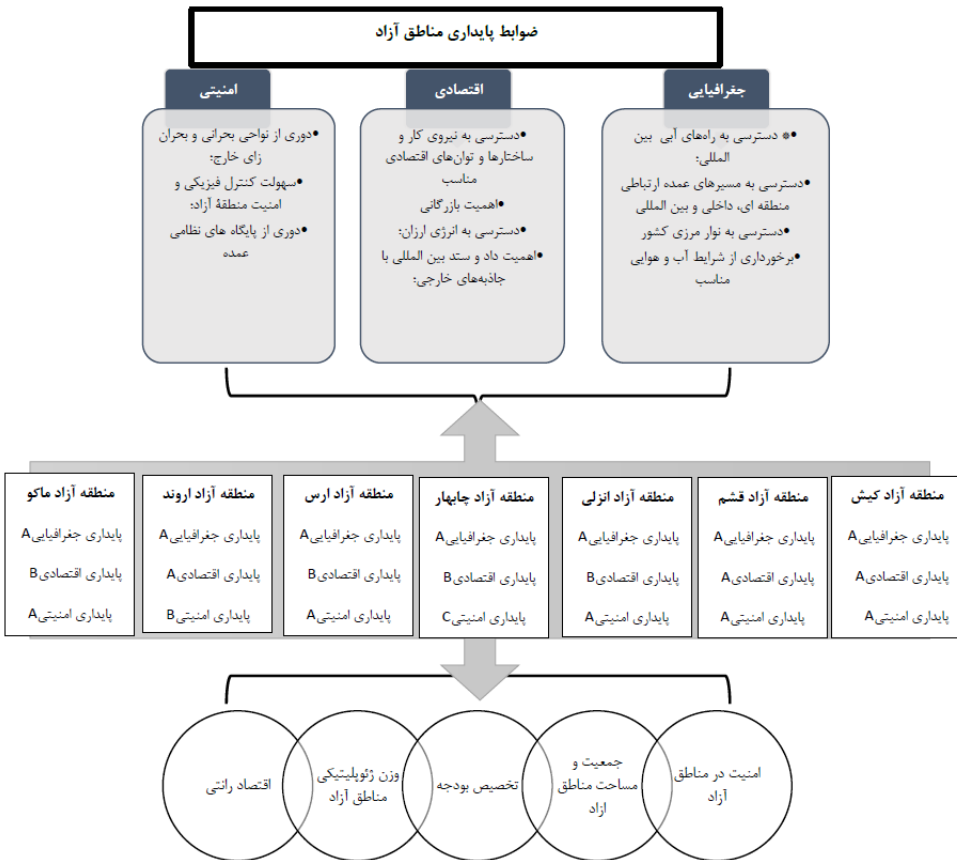 ضوابط پایداری مناطق آزاد
جغرافیایی
● دسترسی به راه‌های آبی بین
المللی؛
●دسترسی به مسیرهای عمده ارتباطی
منطقه ای، داخلی و بین المللی
●دسترسی به نوار مرزی کشور
●برخورداری از شرایط آب و هوایی
مناسب
اقتصادی
●دسترسی به نیروی کار و
ساختارها و توان‌های اقتصادی
مناسب
●اهمیت بازرگانی
●دسترسی به انرژی ارزان؛
●اهمیت داد و ستد بین المللی با
جاذبه‌های خارجی؛
امنیتی
●دوری از نواحی بحرانی و بحران
زای خارج؛
●سهولت کنترل فیزیکی و
امنیت منطقهٔ آزاد؛
●دوری از پایگاه های نظامی
عمده
منطقه آزاد کیش
پایداری جغرافیاییA
پایداری اقتصادیA
پایداری امنیتیA
منطقه آزاد قشم
پایداری جغرافیاییA
پایداری اقتصادیA
پایداری امنیتیA
منطقه آزاد انزلی
پایداری جغرافیاییA
پایداری اقتصادیB
پایداری امنیتیA
منطقه آزاد چابهار
پایداری جغرافیاییA
پایداری اقتصادیB
پایداری امنیتیC
منطقه آزاد ارس
پایداری جغرافیاییA
پایداری اقتصادیB
پایداری امنیتیA
منطقه آزاد اروند
پایداری جغرافیاییA
پایداری اقتصادیA
پایداری امنیتیB
منطقه آزاد ماکو
پایداری جغرافیاییA
پایداری اقتصادیB
پایداری امنیتیA
امنیت در مناطق
آزاد
جمعیت و
مساحت مناطق
ازاد
تخصیص بودجه
وزن ژئوپلیتیکی
مناطق آزاد
اقتصاد رانتی